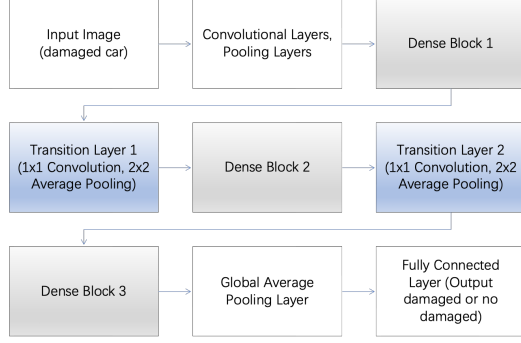 Input Image
(damaged car)
Convolutional Layers,
Pooling Layers
Dense Block 1
Transition Layer 1
(1x1 Convolution, 2x2
Average Pooling)
Dense Block 2
Transition Layer 2
(1x1 Convolution, 2x2
Average Pooling)
Dense Block 3
Global Average
Pooling Layer
Fully Connected
Layer (Output
damaged or no
damaged)